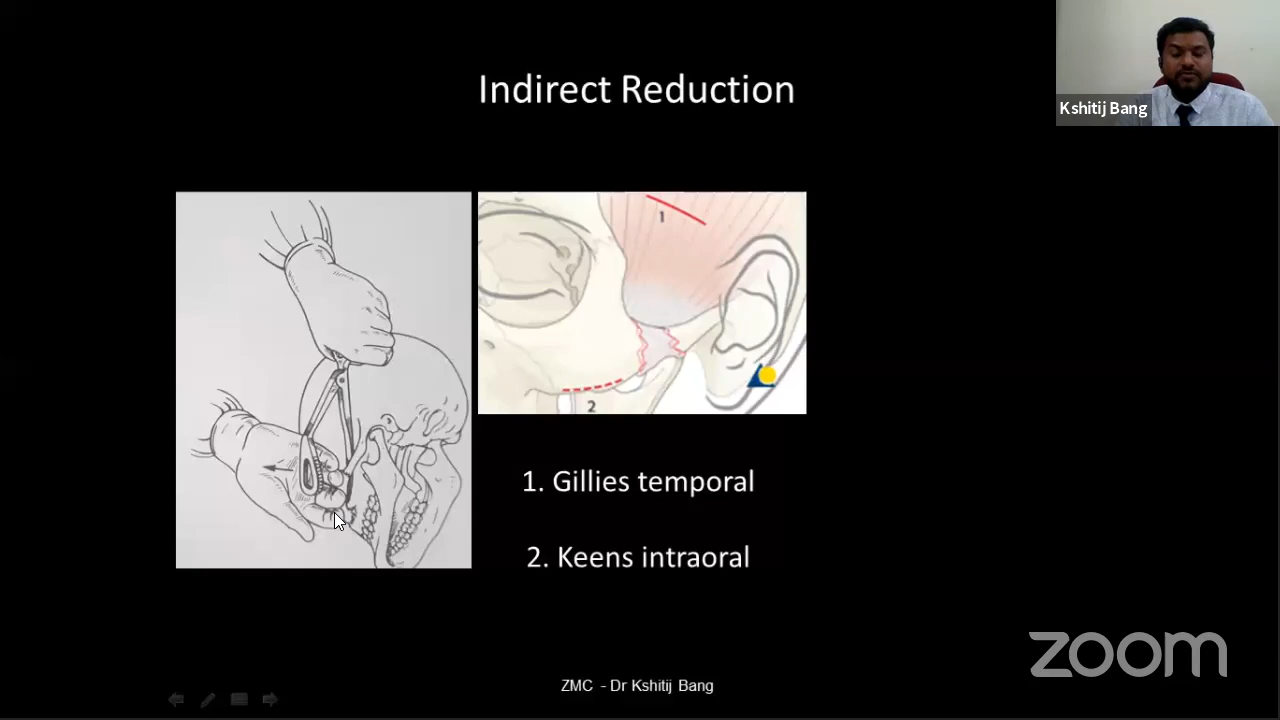 Indirect Reduction
Kshitij Bang
1
2
1. Gillies temporal
2. Keens intraoral
zoom
ZMC - Dr Kshitij Bang